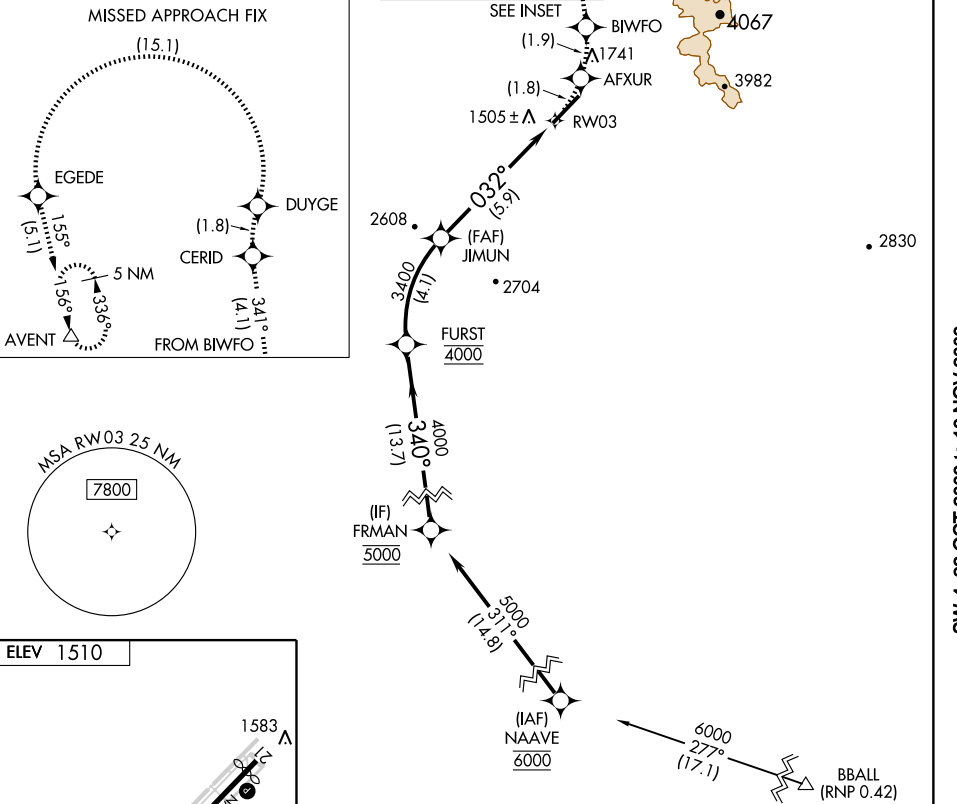 MISSED APPROACH FIX
(15.1)
EGEDE
155°
(5.1)
DUYGE
(1.8)
CERID
5 NM
156°
336°
341°
(4.1)
AVENT
FROM BIWFO
SEE INSET
BIWFO
(1.9)
1741
AFXUR
(1.8)
1505 ±
RW03
4067
3982
032°
(5.9)
2608
(FAF)
JIMUN
2830
3400
(4.1)
2704
FURST
4000
4000
340°
(13.7)
MSA RW03 25 NM
7800
(IF)
FRMAN
5000
5000
311°
(14.8)
(IAF)
NAAVE
6000
6000
277°
(17.1)
BBALL
(RNP 0.42)
ELEV 1510
1583
21
P